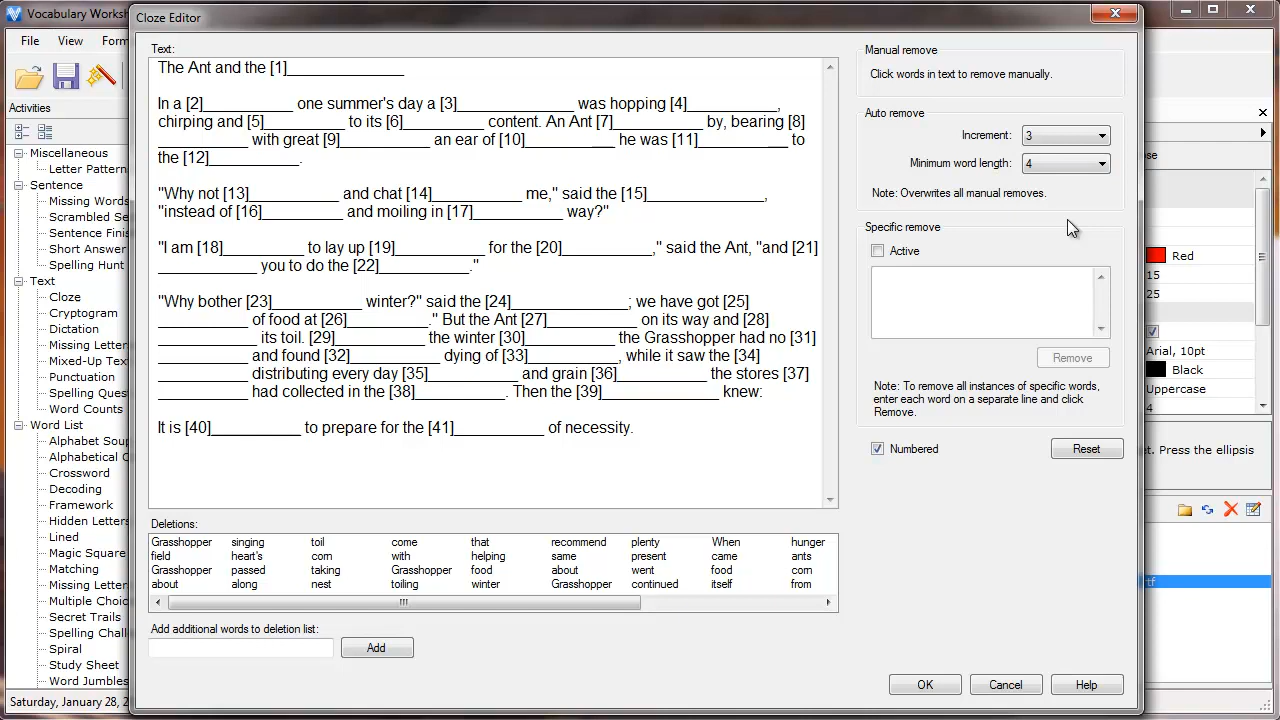 Vocabulary Worksh
Cloze Editor
File View Form
Activities
Miscellaneous
Letter Pattern
Sentence
Missing Words
Scrambled Se
Sentence Finis
Short Answer
Spelling Hunt
Text
Cloze
Cryptogram
Dictation
Missing Letter
Mixed-Up Tex
Punctuation
Spelling Ques
Word Counts
Word List
Alphabet Soup
Alphabetical O
Crossword
Decoding
Framework
Hidden Letters
Lined
Magic Square
Matching
Missing Letter
Multiple Choic
Secret Trails
Spelling Challe
Spiral
Study Sheet
Word Jumbles
Saturday, January 28, 2
Text:
The Ant and the [1]_____________
In a [2]__________ one summer's day a [3]_____________ was hopping [4]__________,
chirping and [5]_________ to its [6]_________ content. An Ant [7]__________ by, bearing [8]
__________ with great [9]__________ an ear of [10]__________ he was [11]__________ to
the [12]__________.
"Why not [13]__________ and chat [14]__________ me," said the [15]_____________,
"instead of [16]_________ and moiling in [17]__________ way?"
"I am [18]_________ to lay up [19]__________ for the [20]__________," said the Ant, "and [21]
___________ you to do the [22]__________."
"Why bother [23]__________ winter?" said the [24]_____________; we have got [25]
__________ of food at [26]_________." But the Ant [27]__________ on its way and [28]
___________ its toil. [29]__________ the winter [30]__________ the Grasshopper had no [31]
__________ and found [32]__________ dying of [33]__________, while it saw the [34]
__________ distributing every day [35]__________ and grain [36]__________ the stores [37]
__________ had collected in the [38]__________. Then the [39]_____________ knew:
It is [40]__________ to prepare for the [41]__________ of necessity.
Deletions:
Grasshopper singing toil come that recommend plenty When hunger
field heart's corn with helping same present came ants
Grasshopper passed taking Grasshopper food about went food corn
about along nest toiling winter Grasshopper continued itself from
Add additional words to deletion list:
Add
Manual remove
Click words in text to remove manually.
Auto remove
Increment: 3
Minimum word length: 4
Note: Overwrites all manual removes.
Specific remove
Active
Remove
Note: To remove all instances of specific words,
enter each word on a separate line and click
Remove.
Numbered
Reset
OK Cancel Help
ose
Red
15
25
Arial, 10pt
Black
Uppercase
4
t. Press the ellipsis
tf